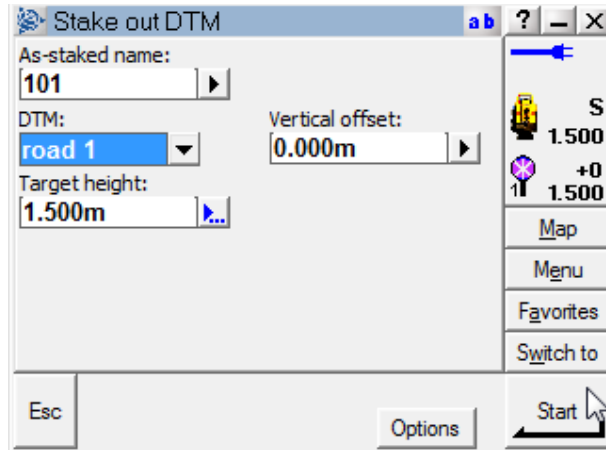 Stake out DTM
ab ? – X
As-staked name:
101
DTM: Vertical offset:
road 1 0.000m
Target height:
1.500m
S
1.500
+0
1 1.500
Map
Menu
Favorites
Switch to
Esc
Options
Start